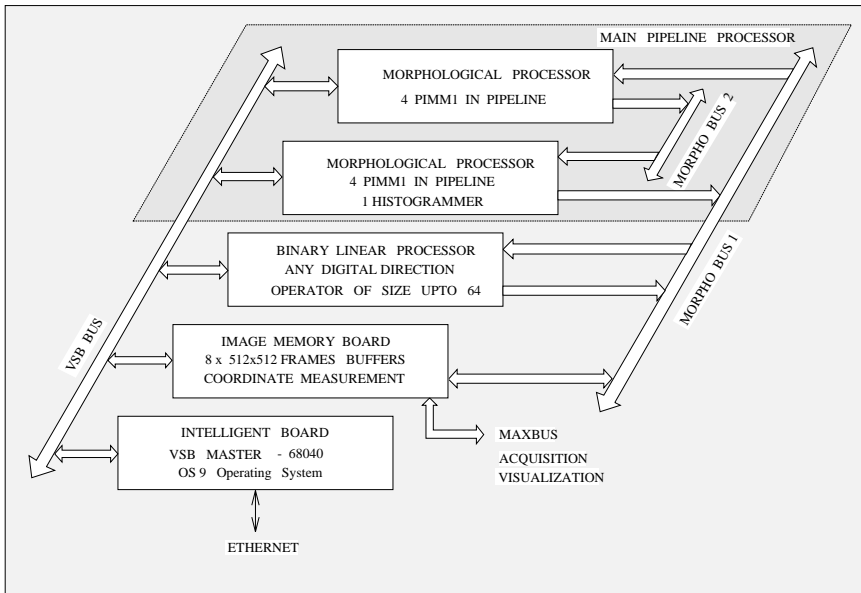 MAIN PIPELINE PROCESSOR
MORPHOLOGICAL PROCESSOR
4 PIMM1 IN PIPELINE
MORPHO BUS 2
MORPHOLOGICAL PROCESSOR
4 PIMM1 IN PIPELINE
1 HISTOGRAMMER
BINARY LINEAR PROCESSOR
ANY DIGITAL DIRECTION
OPERATOR OF SIZE UPTO 64
MORPHO BUS 1
VSB BUS
IMAGE MEMORY BOARD
8 x 512x512 FRAMES BUFFERS
COORDINATE MEASUREMENT
INTELLIGENT BOARD
VSB MASTER - 68040
OS 9 Operating System
MAXBUS
ACQUISITION
VISUALIZATION
ETHERNET